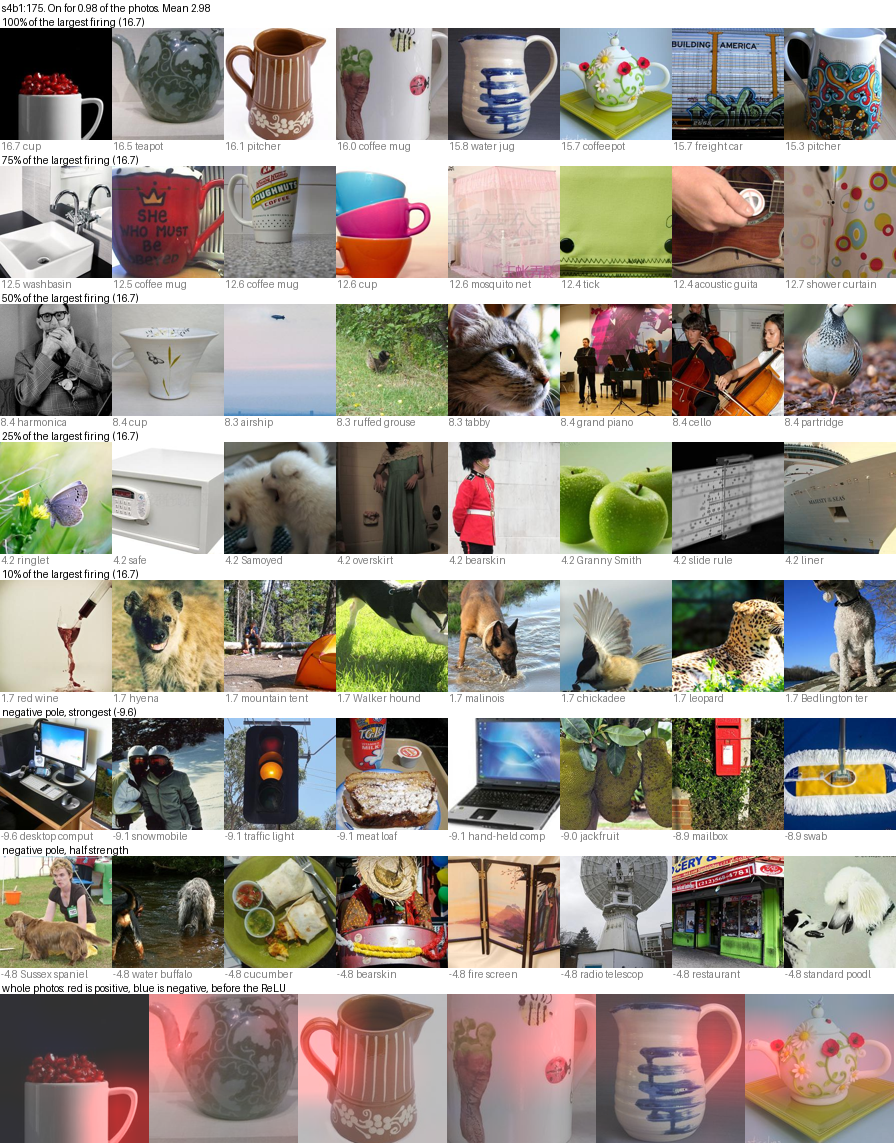 s4b1:175. On for 0.98 of the photos. Mean 2.98
100% of the largest firing (16.7)
BUILDING AMERICA
16.7 cup
16.5 teapot
16.1 pitcher
16.0 coffee mug
15.8 water jug
15.7 coffeepot
15.7 freight car
15.3 pitcher
75% of the largest firing (16.7)
SHE
WHO MUST
BE
OBEYED
DOUGHNUTS
COFFEE
12.5 washbasin
12.5 coffee mug
12.6 coffee mug
12.6 cup
12.6 mosquito net
12.4 tick
12.4 acoustic guita
12.7 shower curtain
50% of the largest firing (16.7)
8.4 harmonica
8.4 cup
8.3 airship
8.3 ruffed grouse
8.3 tabby
8.4 grand piano
8.4 cello
8.4 partridge
25% of the largest firing (16.7)
4.2 ringlet
4.2 safe
4.2 Samoyed
4.2 overskirt
4.2 bearskin
4.2 Granny Smith
4.2 slide rule
4.2 liner
10% of the largest firing (16.7)
1.7 red wine
1.7 hyena
1.7 mountain tent
1.7 Walker hound
1.7 malinois
1.7 chickadee
1.7 leopard
1.7 Bedlington ter
negative pole, strongest (-9.6)
MILK
-9.6 desktop comput
-9.1 snowmobile
-9.1 traffic light
-9.1 meat loaf
-9.1 hand-held comp
-9.0 jackfruit
-8.9 mailbox
-8.9 swab
negative pole, half strength
-4.8 Sussex spaniel
-4.8 water buffalo
-4.8 cucumber
-4.8 bearskin
-4.8 fire screen
-4.8 radio telescop
-4.8 restaurant
-4.8 standard poodl
whole photos: red is positive, blue is negative, before the ReLU